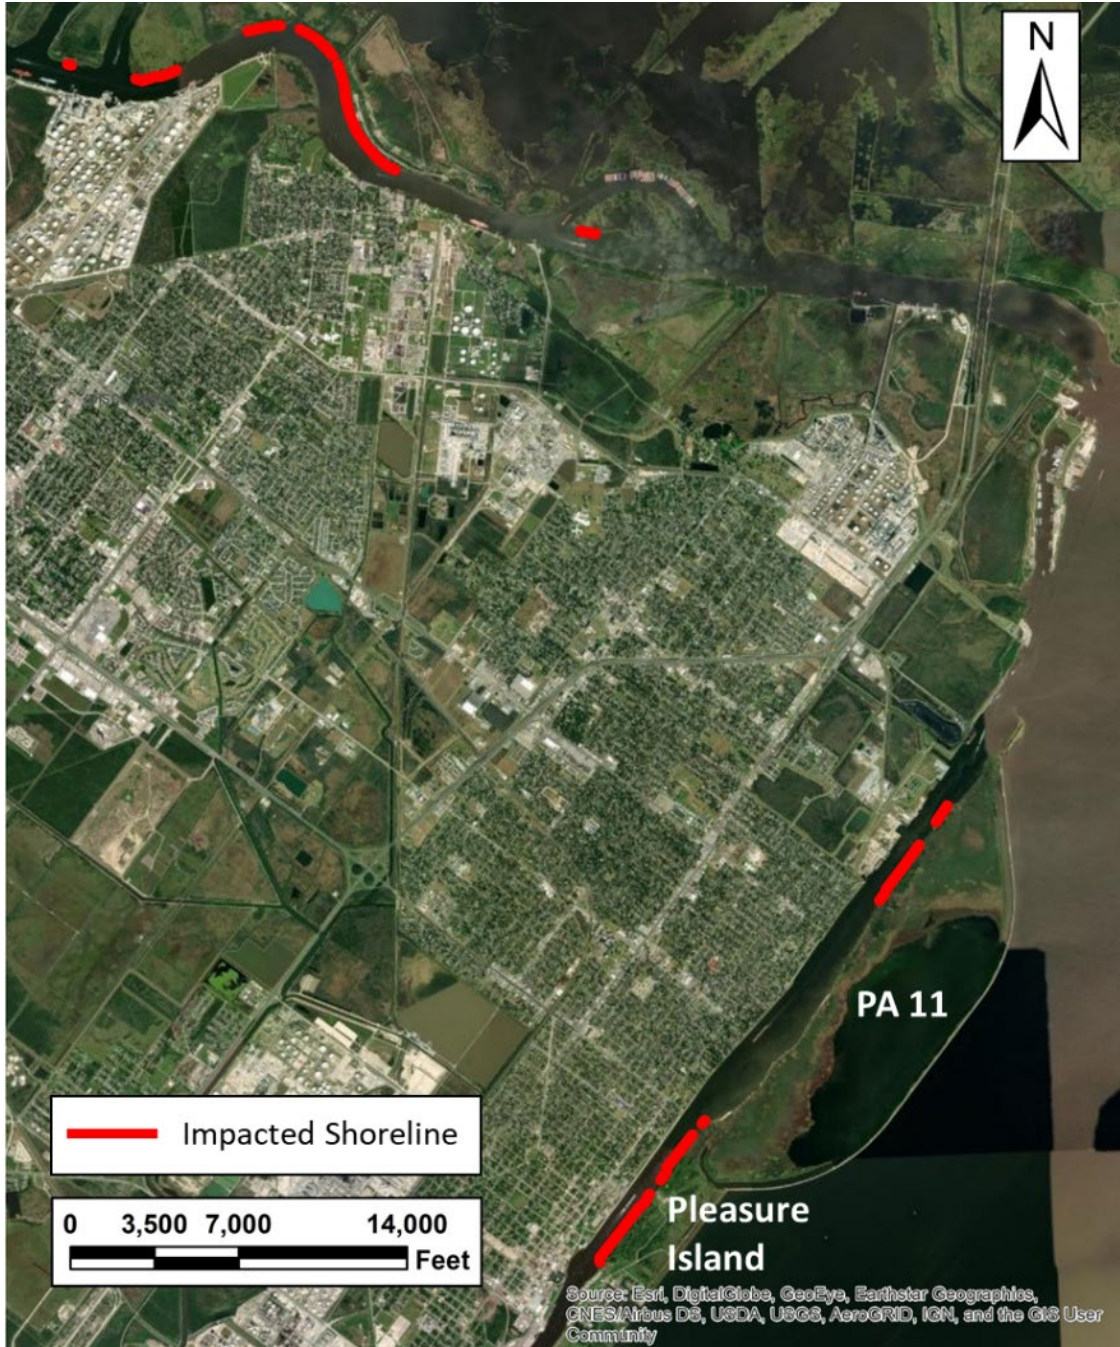 N
PA 11
Impacted Shoreline
0 3,500 7,000 14,000
Feet
Pleasure
Island
Source: Esri, DigitalGlobe, GeoEye, Earthstar Geographics,
CNES/Airbus DS, USDA, USGS, AeroGRID, IGN, and the GIS User
Community